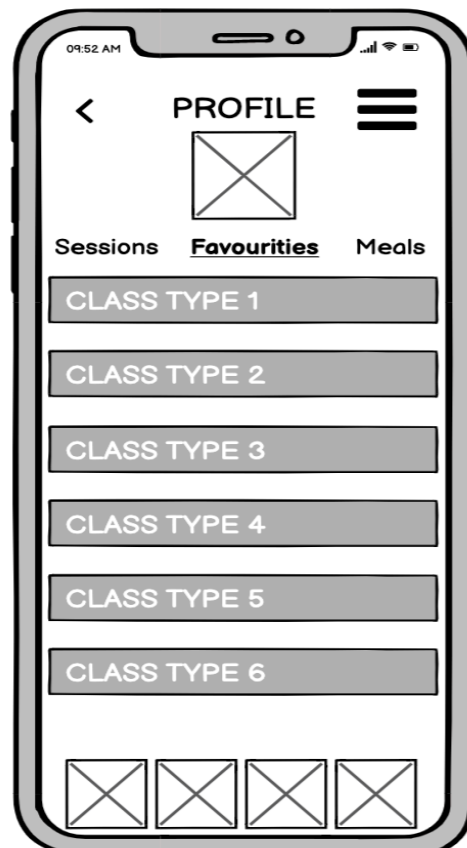 09:52 AM
PROFILE
Sessions Favourities Meals
CLASS TYPE 1
CLASS TYPE 2
CLASS TYPE 3
CLASS TYPE 4
CLASS TYPE 5
CLASS TYPE 6